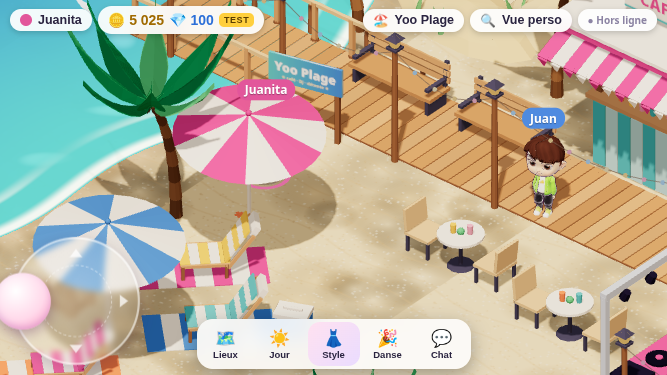 Juanita
5 025
100
TEST
Yoo Plage
Vue perso
Hors ligne
CAF
Yoo Plage
Juanita
Juan
Lieux
Jour
Style
Danse
Chat